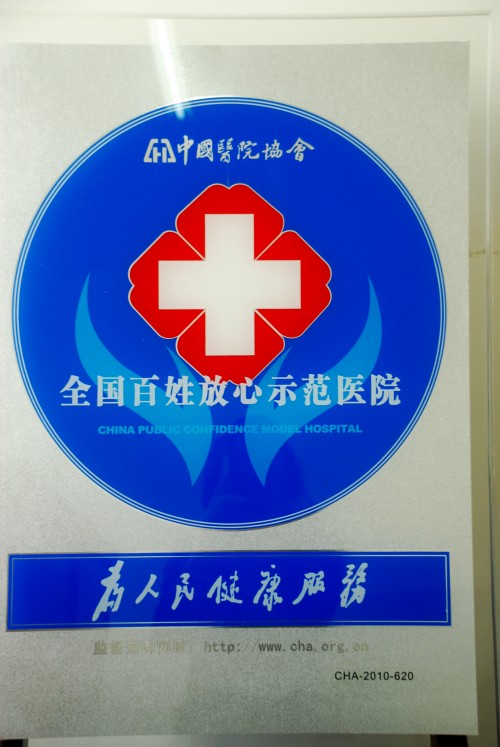 中國醫院協會
全国百姓放心示范医院
CHINA PUBLIC CONFIDENCE MODEL HOSPITAL
为人民健康服務
http://www.cha.org.cn
CHA-2010-620